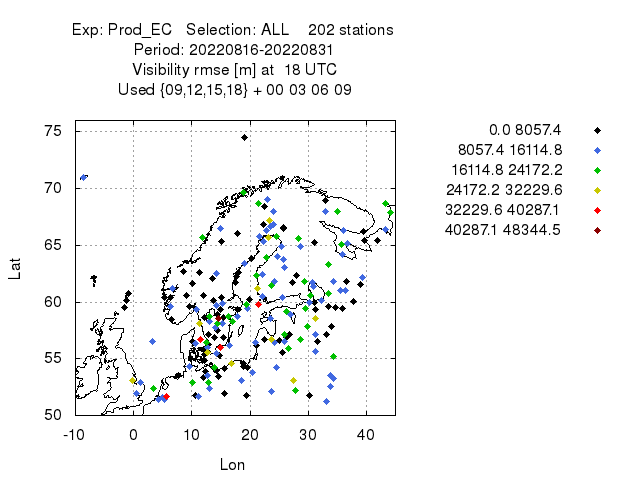 Exp: Prod_EC Selection: ALL 202 stations
Period: 20220816-20220831
Visibility rmse [m] at 18 UTC
Used {09,12,15,18} + 00 03 06 09
0.0 8057.4
8057.4 16114.8
16114.8 24172.2
24172.2 32229.6
32229.6 40287.1
40287.1 48344.5
75
70
65
60
55
50
Lat
-10 0 10 20 30 40
Lon